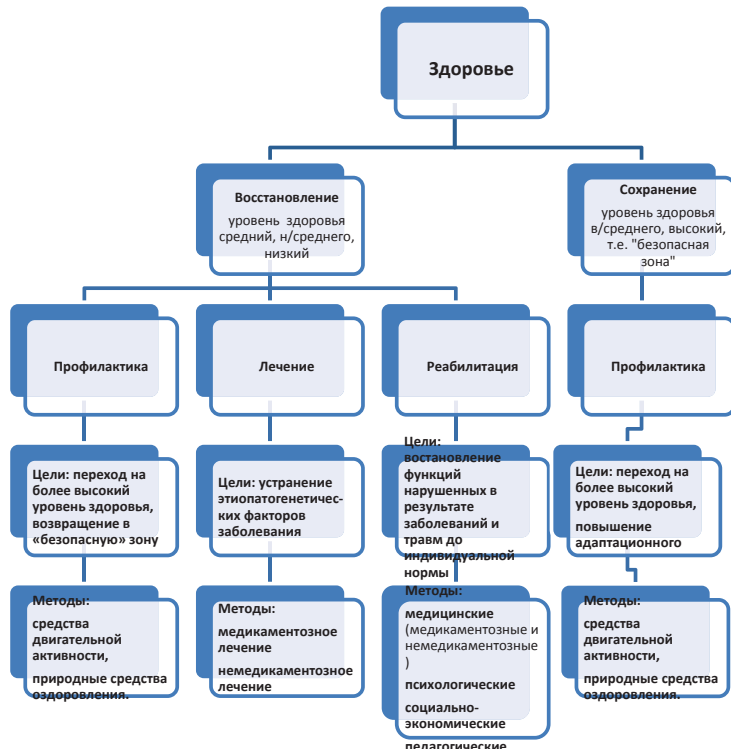 Здоровье
Восстановление
уровень здоровья
средний, н/среднего,
низкий
Сохранение
уровень здоровья
в/среднего, высокий,
т.е. "безопасная
зона"
Профилактика
Лечение
Реабилитация
Профилактика
Цели: переход на
более высокий
уровень здоровья,
возвращение в
«безопасную» зону
Цели: устранение
этиопатогенетичес-
ких факторов
заболевания
Цели:
востановление
функций
нарушенных в
результате
заболеваний и
травм до
индивидуальной
нормы
Цели: переход на
более высокий
уровень здоровья,
повышение
адаптационного
Методы:
средства
двигательной
активности,
природные средства
оздоровления.
Методы:
медикаментозное
лечение
немедикаментозное
лечение
Методы:
медицинские
(медикаментозные и
немедикаментозные
)
психологические
социально-
экономические
педагогические
Методы:
средства
двигательной
активности,
природные средства
оздоровления.